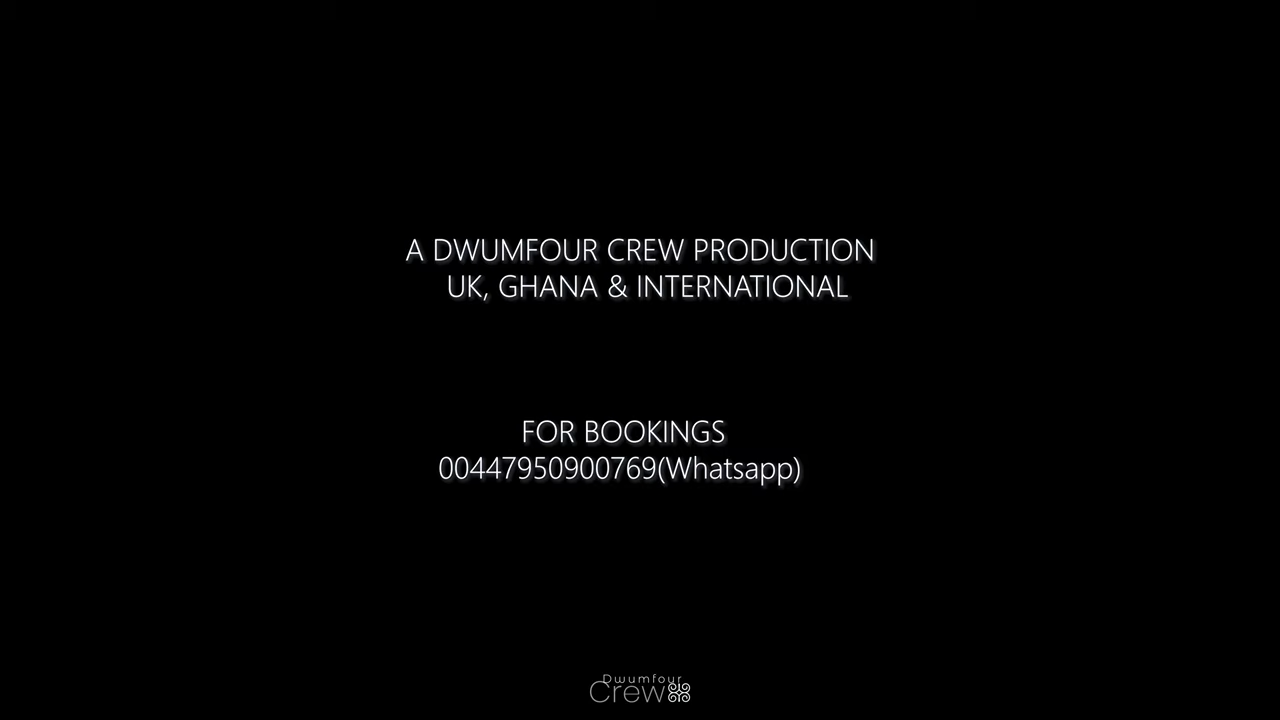 A DWUMFOUR CREW PRODUCTION
UK, GHANA & INTERNATIONAL
FOR BOOKINGS
00447950900769(Whatsapp)
Dwumfour
Crew